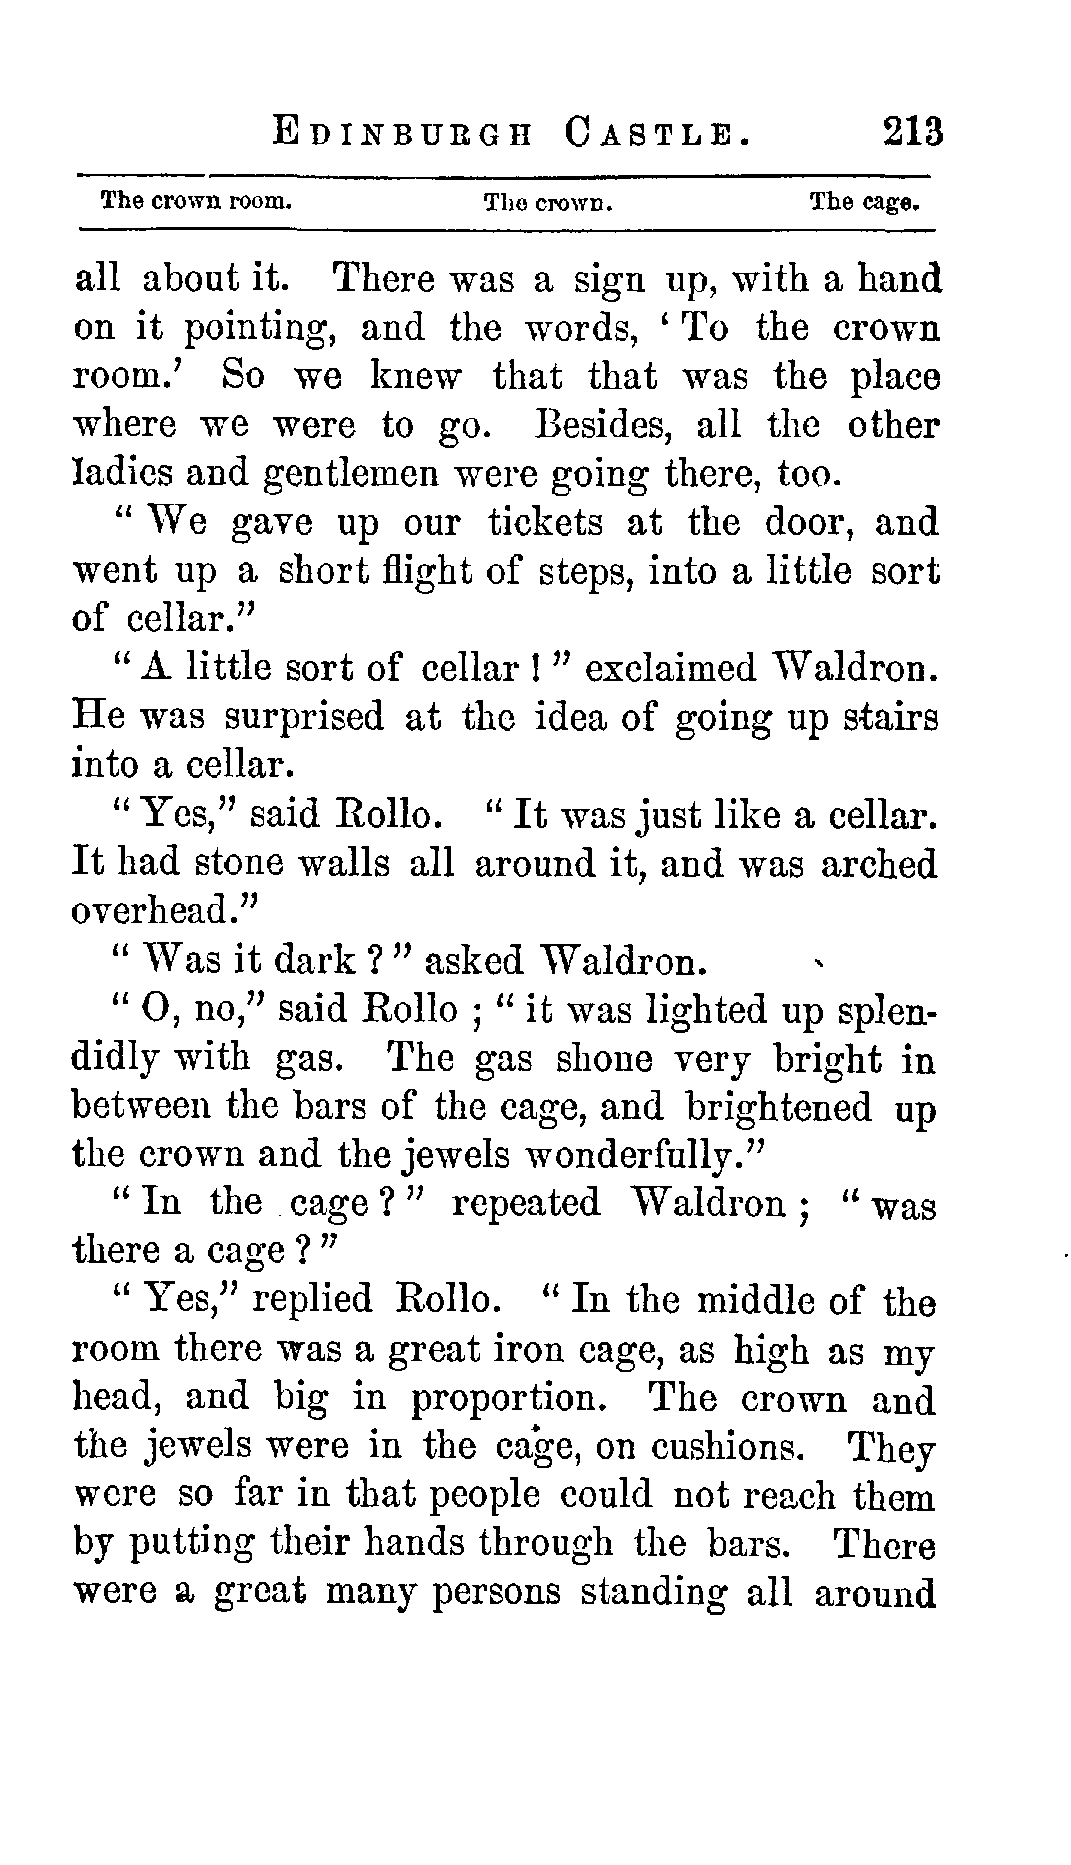 EDINBURGH CASTLE. 213
The crown room. The crown. The cage.
all about it. There was a sign up, with a hand
on it pointing, and the words, ‘ To the crown
room.’ So we knew that that was the place
where we were to go. Besides, all the other
ladies and gentlemen were going there, too.
“ We gave up our tickets at the door, and
went up a short flight of steps, into a little sort
of cellar.”
“ A little sort of cellar ! ” exclaimed Waldron.
He was surprised at the idea of going up stairs
into a cellar.
“ Yes,” said Rollo. “ It was just like a cellar.
It had stone walls all around it, and was arched
overhead.”
“ Was it dark ? ” asked Waldron.
“ O, no,” said Rollo ; “ it was lighted up splen-
didly with gas. The gas shone very bright in
between the bars of the cage, and brightened up
the crown and the jewels wonderfully.”
“ In the cage ? ” repeated Waldron ; “ was
there a cage ? ”
“ Yes,” replied Rollo. “ In the middle of the
room there was a great iron cage, as high as my
head, and big in proportion. The crown and
the jewels were in the cage, on cushions. They
were so far in that people could not reach them
by putting their hands through the bars. There
were a great many persons standing all around